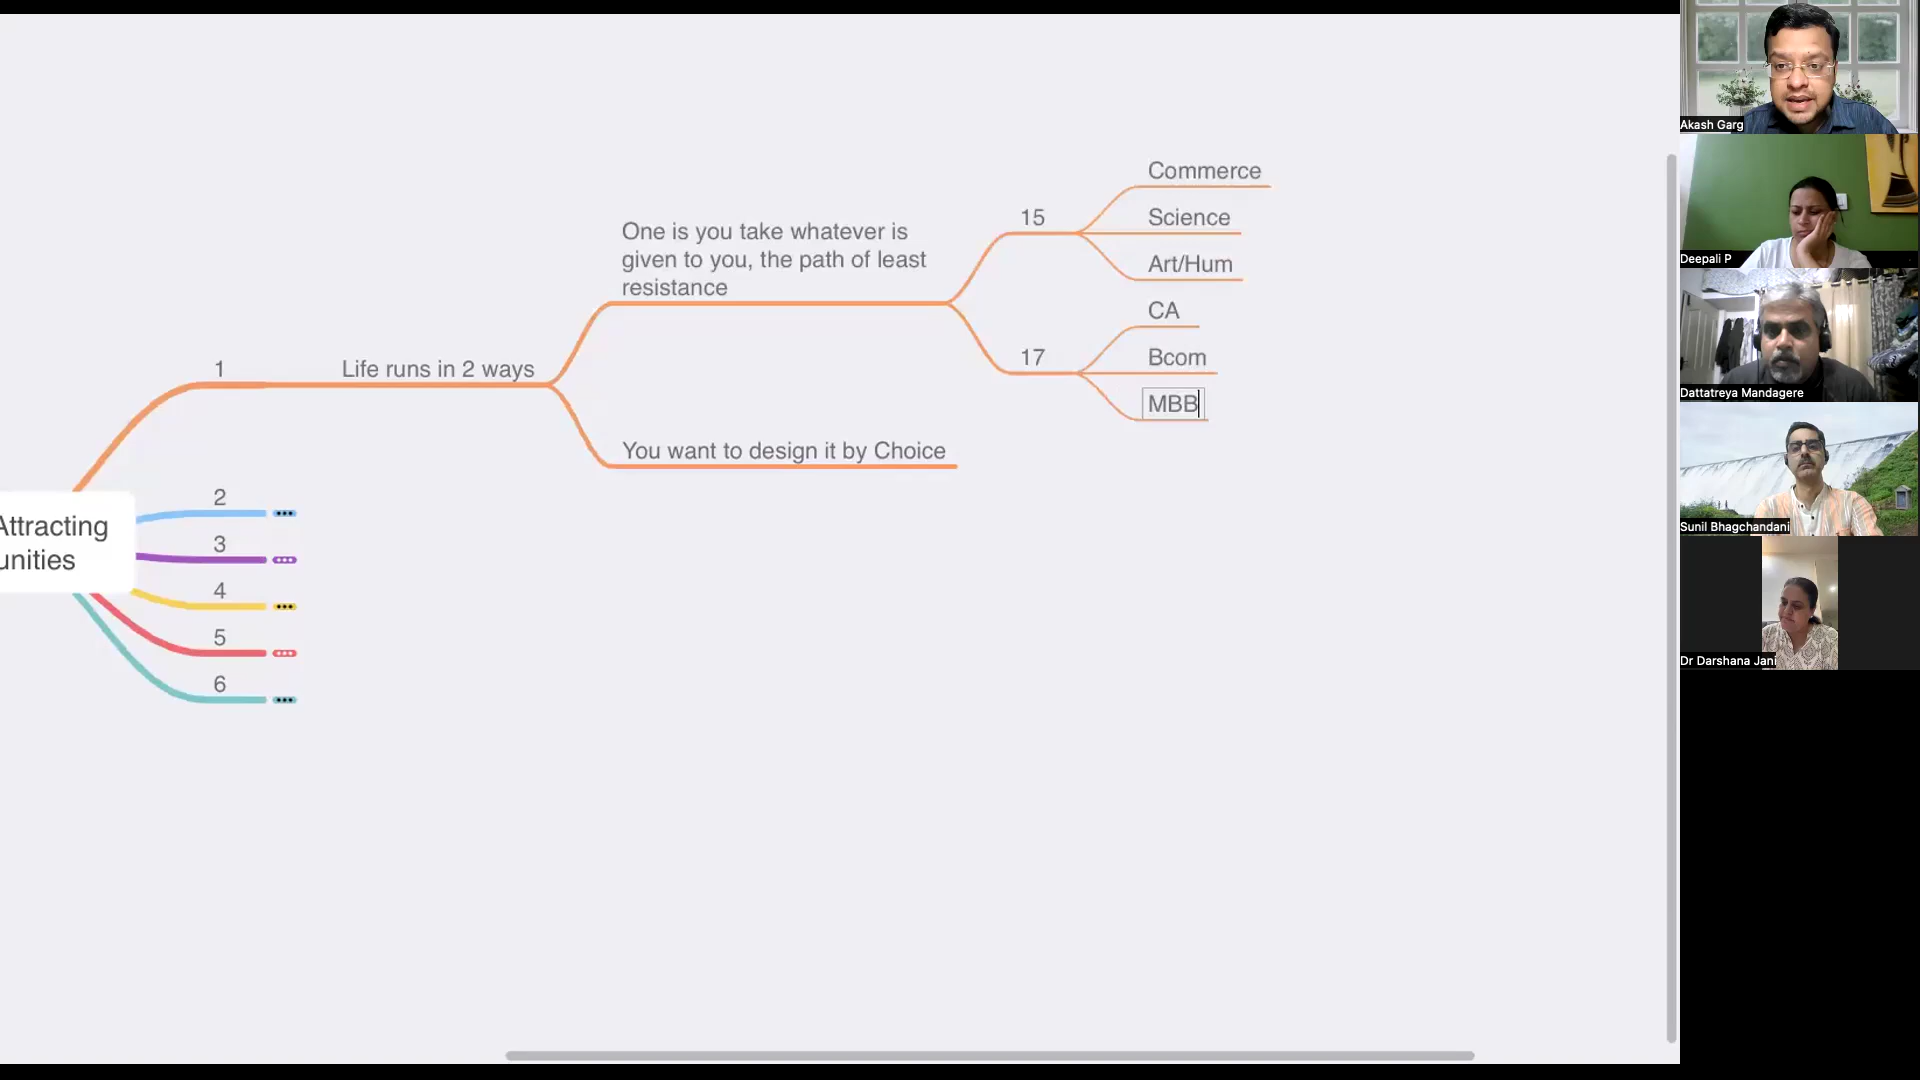 Attracting
unities
1
Life runs in 2 ways
One is you take whatever is
given to you, the path of least
resistance
15
Commerce
Science
Art/Hum
17
CA
Bcom
MBB
You want to design it by Choice
2
3
4
5
6
Akash Garg
Deepali P
Dattatreya Mandagere
Sunil Bhagchandani
Dr Darshana Jani